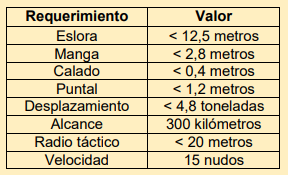 Requerimiento Valor
Eslora < 12,5 metros
Manga < 2,8 metros
Calado < 0,4 metros
Puntal < 1,2 metros
Desplazamiento < 4,8 toneladas
Alcance 300 kilómetros
Radio táctico < 20 metros
Velocidad 15 nudos